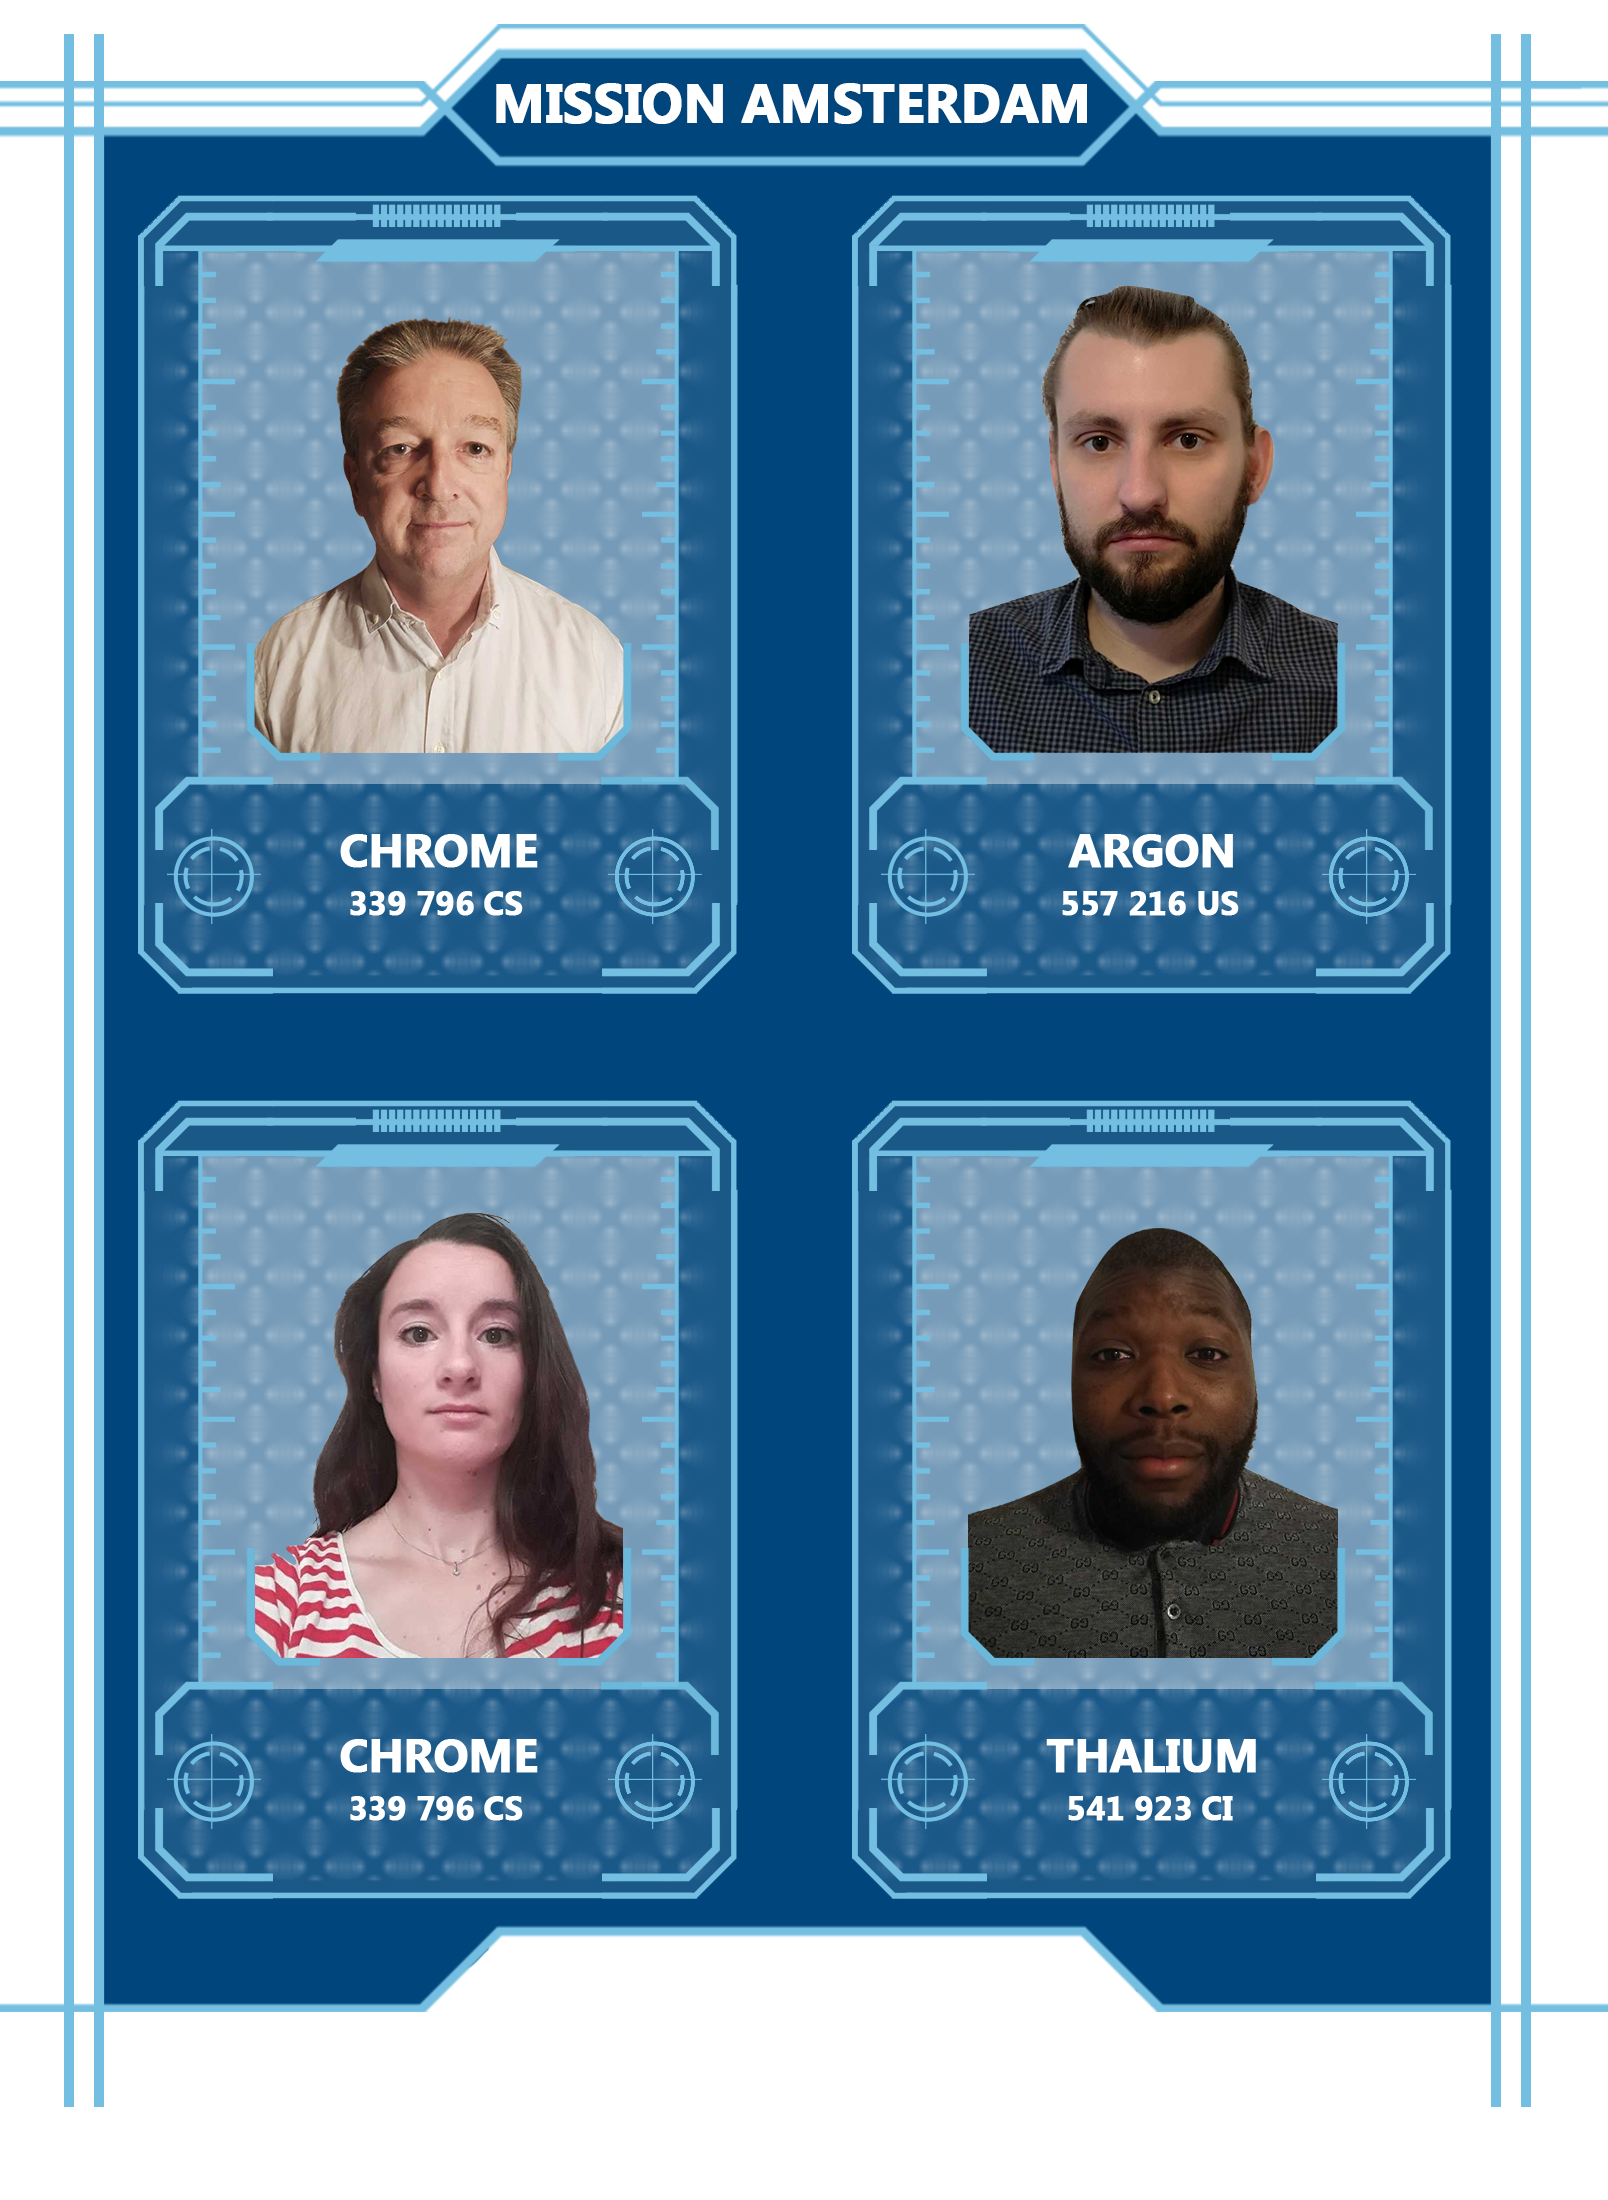 MISSION AMSTERDAM
CHROME
339 796 CS
ARGON
557 216 US
CHROME
339 796 CS
THALIUM
541 923 CI